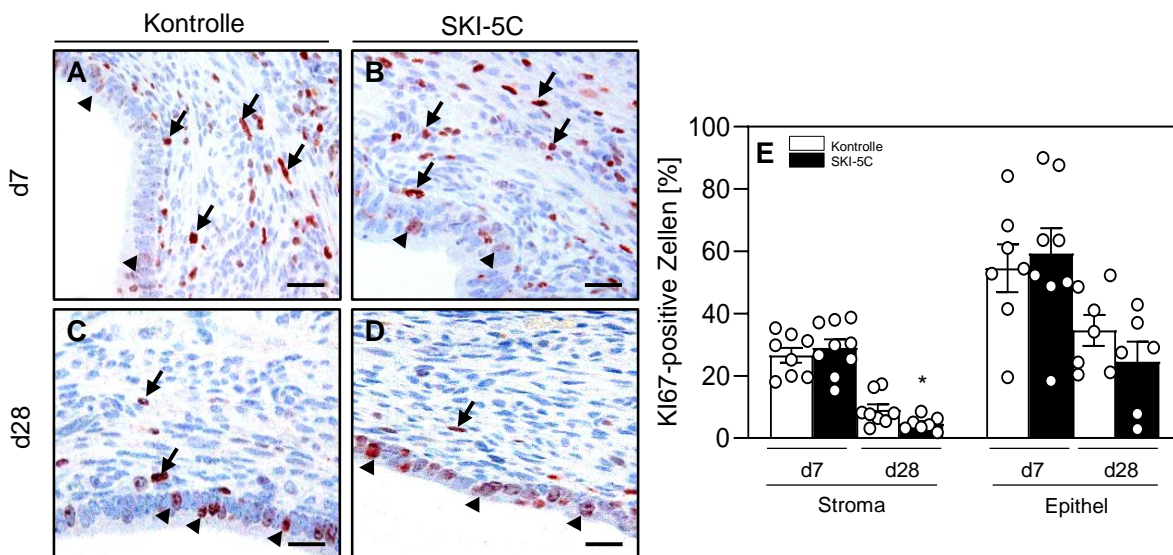 Kontrolle
SKI-5C
d7
A
B
d28
C
D
KI67-positive Zellen [%]
100
80
60
40
20
0
E
Kontrolle
SKI-5C
*
d7
d28
d7
d28
Stroma
Epithel